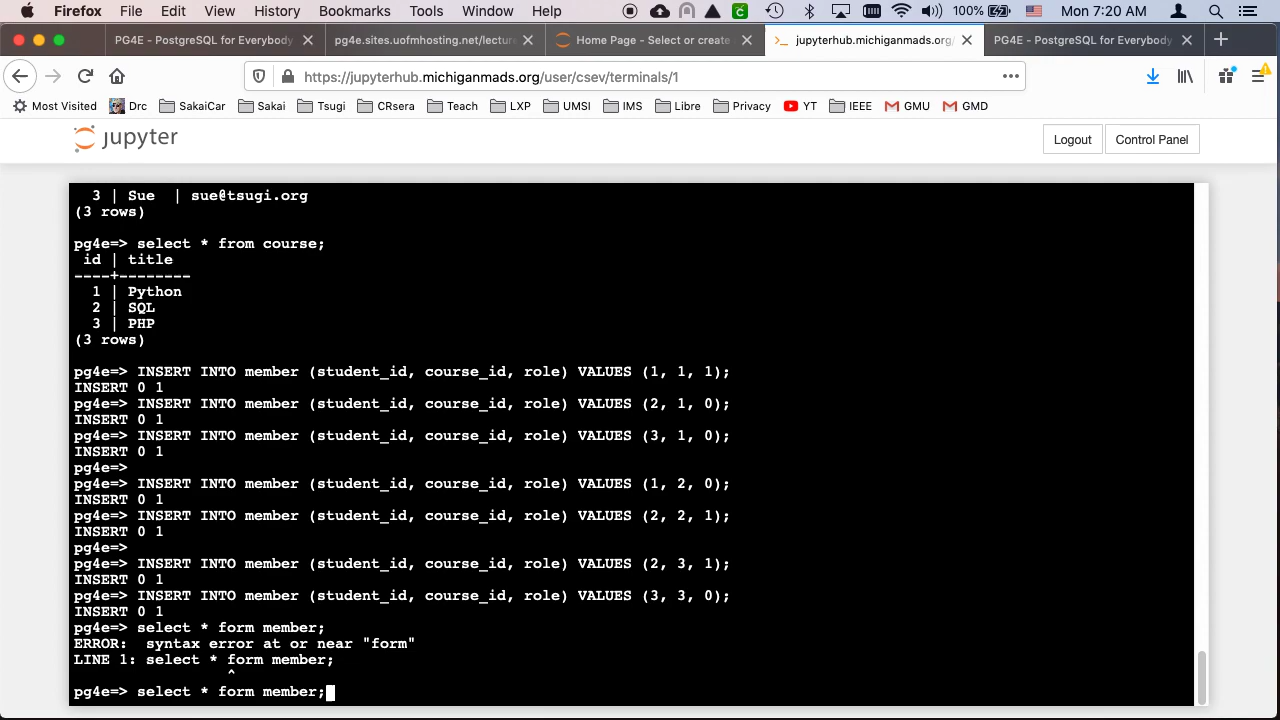 Firefox File Edit View History Bookmarks Tools Window Help 100% Mon 7:20 AM
PG4E - PostgreSQL for Everybody pg4e.sites.uofmhosting.net/lectur Home Page - Select or create jupyterhub.michiganmads.org/ PG4E - PostgreSQL for Everybody
https://jupyterhub.michiganmads.org/user/csev/terminals/1
Most Visited Drc SakaiCar Sakai Tsugi CRsera Teach LXP UMSI IMS Libre Privacy YT IEEE GMU GMD
jupyter Logout Control Panel
3 | Sue | sue@tsugi.org
(3 rows)
pg4e=> select * from course;
id | title
----+--------
1 | Python
2 | SQL
3 | PHP
(3 rows)
pg4e=> INSERT INTO member (student_id, course_id, role) VALUES (1, 1, 1);
INSERT 0 1
pg4e=> INSERT INTO member (student_id, course_id, role) VALUES (2, 1, 0);
INSERT 0 1
pg4e=> INSERT INTO member (student_id, course_id, role) VALUES (3, 1, 0);
INSERT 0 1
pg4e=>
pg4e=> INSERT INTO member (student_id, course_id, role) VALUES (1, 2, 0);
INSERT 0 1
pg4e=> INSERT INTO member (student_id, course_id, role) VALUES (2, 2, 1);
INSERT 0 1
pg4e=>
pg4e=> INSERT INTO member (student_id, course_id, role) VALUES (2, 3, 1);
INSERT 0 1
pg4e=> INSERT INTO member (student_id, course_id, role) VALUES (3, 3, 0);
INSERT 0 1
pg4e=> select * form member;
ERROR: syntax error at or near "form"
LINE 1: select * form member;
^
pg4e=> select * form member;